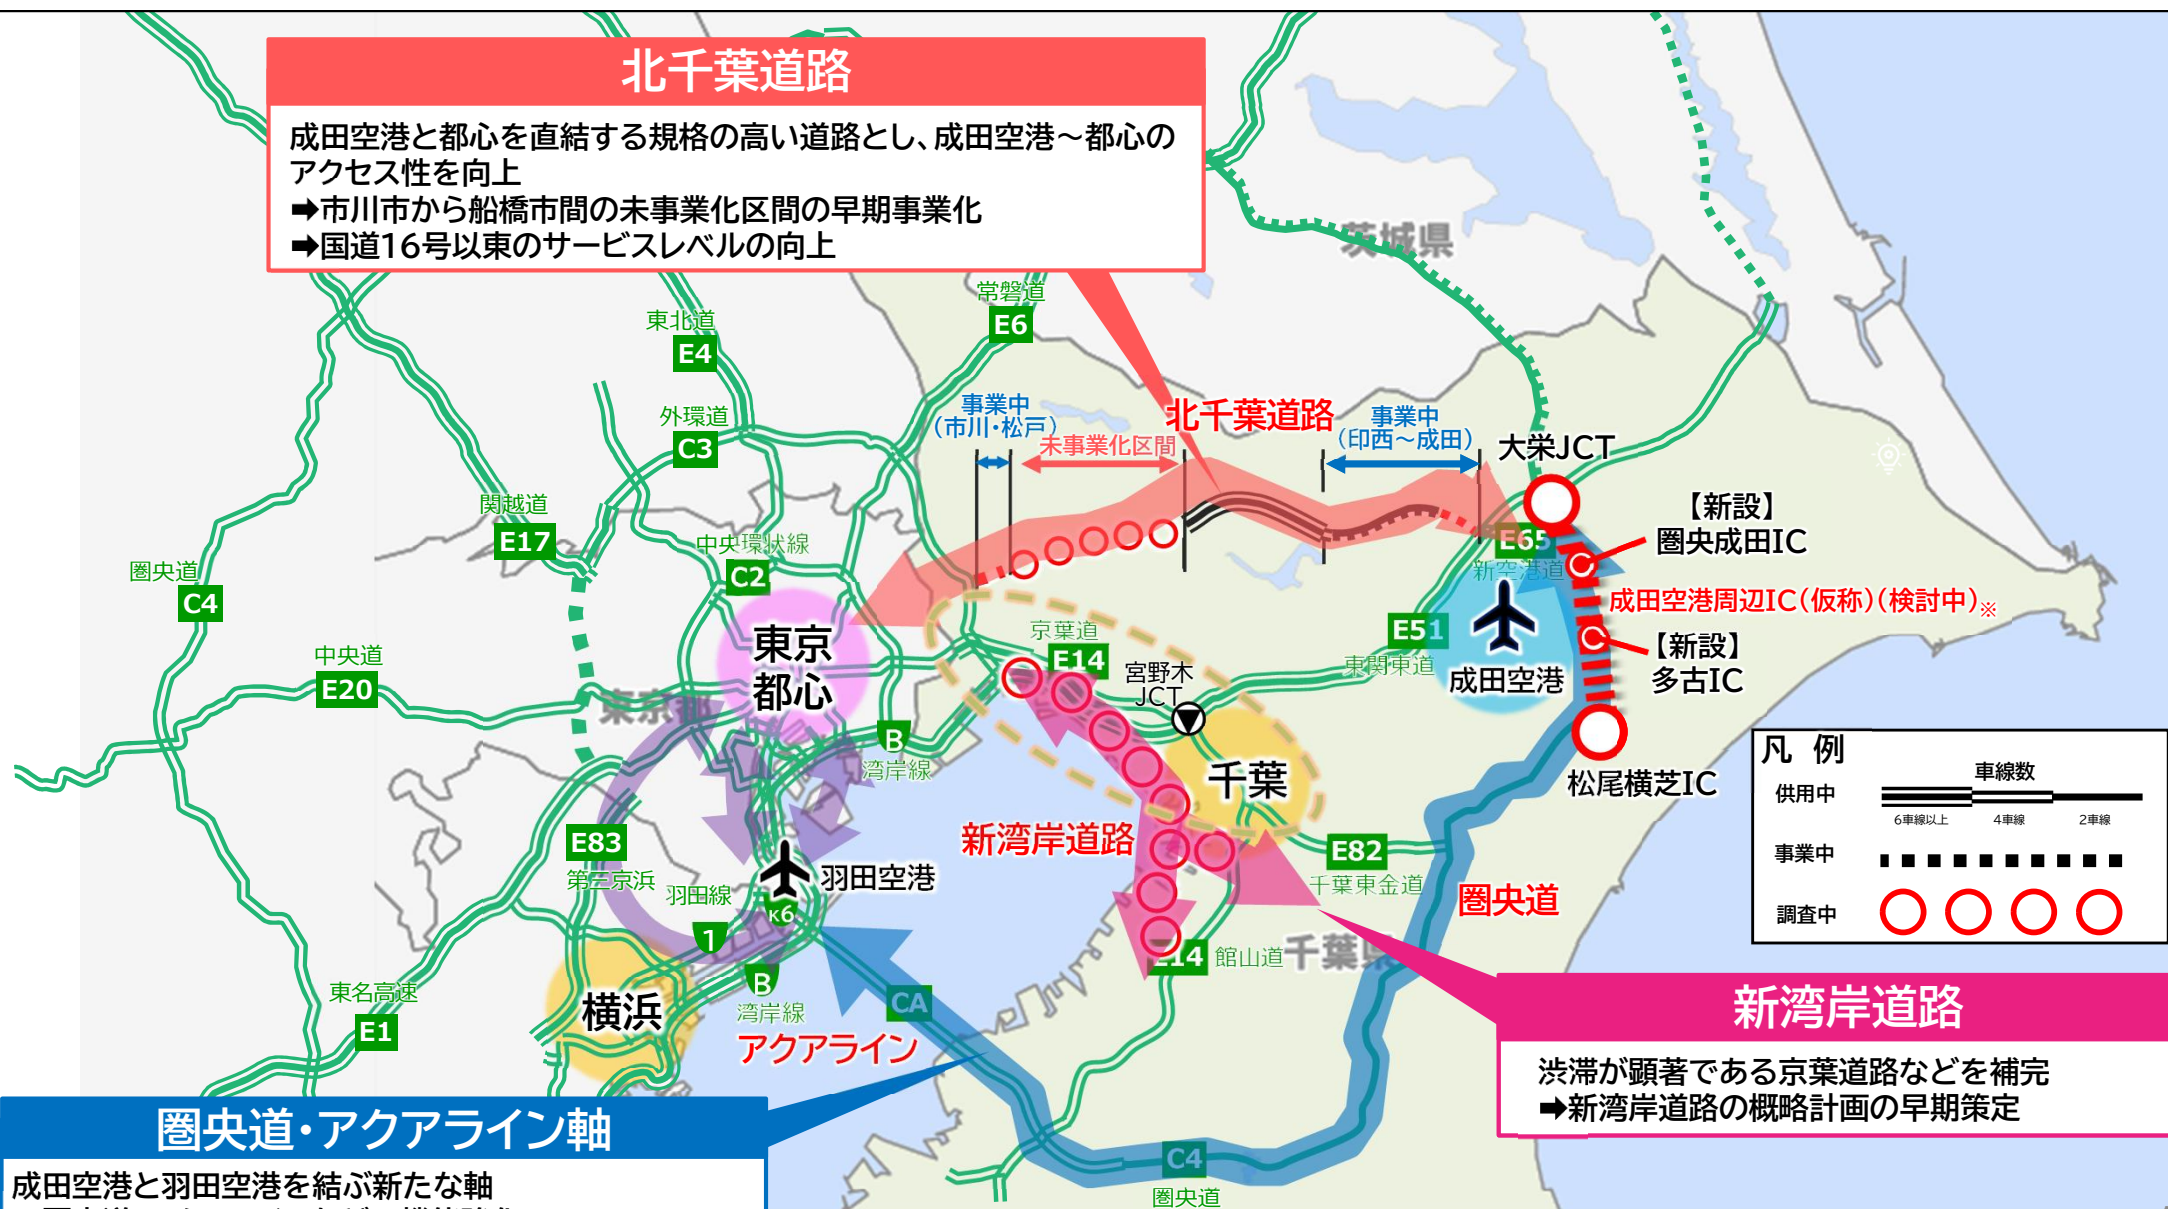 北千葉道路
成田空港と都心を直結する規格の高い道路とし、成田空港～都心の
アクセス性を向上
➡市川市から船橋市間の未事業化区間の早期事業化
➡国道16号以東のサービスレベルの向上
茨城県
常磐道
E6
東北道
E4
外環道
C3
関越道
E17
圏央道
C4
中央環状線
C2
中央道
E20
東京都
東京
都心
事業中
（市川・松戸）
未事業化区間
北千葉道路
事業中
（印西～成田）
大栄JCT
【新設】
圏央成田IC
E65
新空港道
成田空港周辺IC（仮称）（検討中）※
【新設】
多古IC
E51
東関東道
成田空港
松尾横芝IC
京葉道
E14
宮野木
JCT
千葉
B
湾岸線
新湾岸道路
E83
第三京浜
羽田線
1
K6
羽田空港
E82
千葉東金道
圏央道
E14
館山道
千葉県
横浜
B
湾岸線
CA
アクアライン
東名高速
E1
C4
圏央道
凡 例
車線数
供用中
6車線以上
4車線
2車線
事業中
調査中
新湾岸道路
渋滞が顕著である京葉道路などを補完
➡新湾岸道路の概略計画の早期策定
圏央道・アクアライン軸
成田空港と羽田空港を結ぶ新たな軸